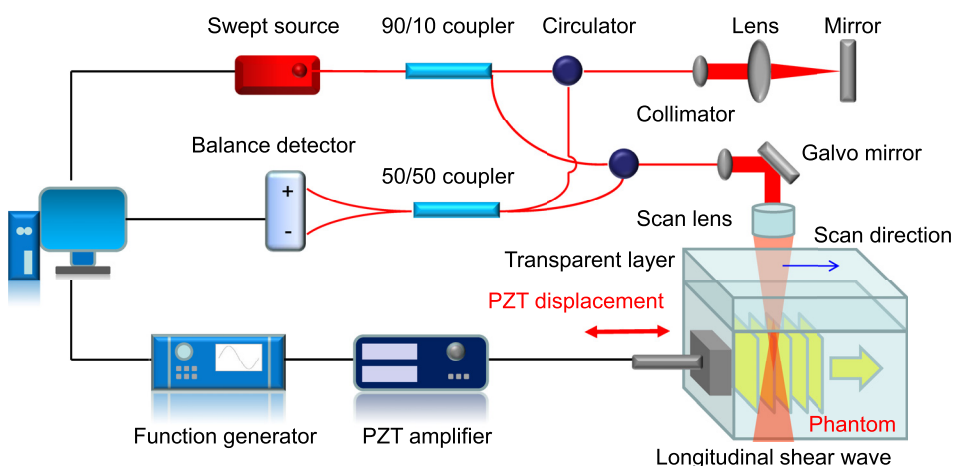 Swept source
90/10 coupler
Circulator
Lens
Mirror
Collimator
Balance detector
+
-
50/50 coupler
Galvo mirror
Scan lens
Scan direction
Transparent layer
PZT displacement
Phantom
Function generator
PZT amplifier
Longitudinal shear wave